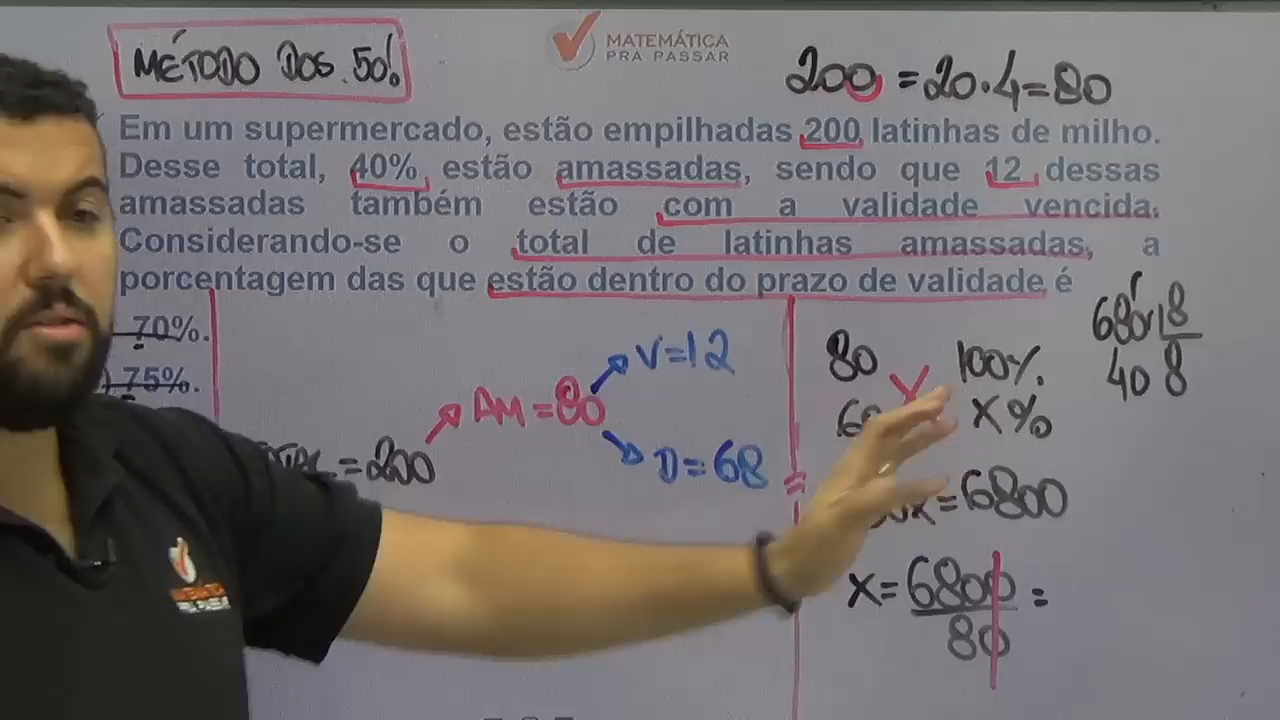 MÉTODO DOS 50%
MATEMÁTICA
PRA PASSAR
200 = 20.4=80
Em um supermercado, estão empilhadas 200 latinhas de milho.
Desse total, 40% estão amassadas, sendo que 12 dessas
amassadas também estão com a validade vencida.
Considerando-se o total de latinhas amassadas, a
porcentagem das que estão dentro do prazo de validade é
) 70%.
) 75%.
=200
AM=80
V=12
D=68
80 100%
X%
=6800
X=6800
80
=
680 8
40 8